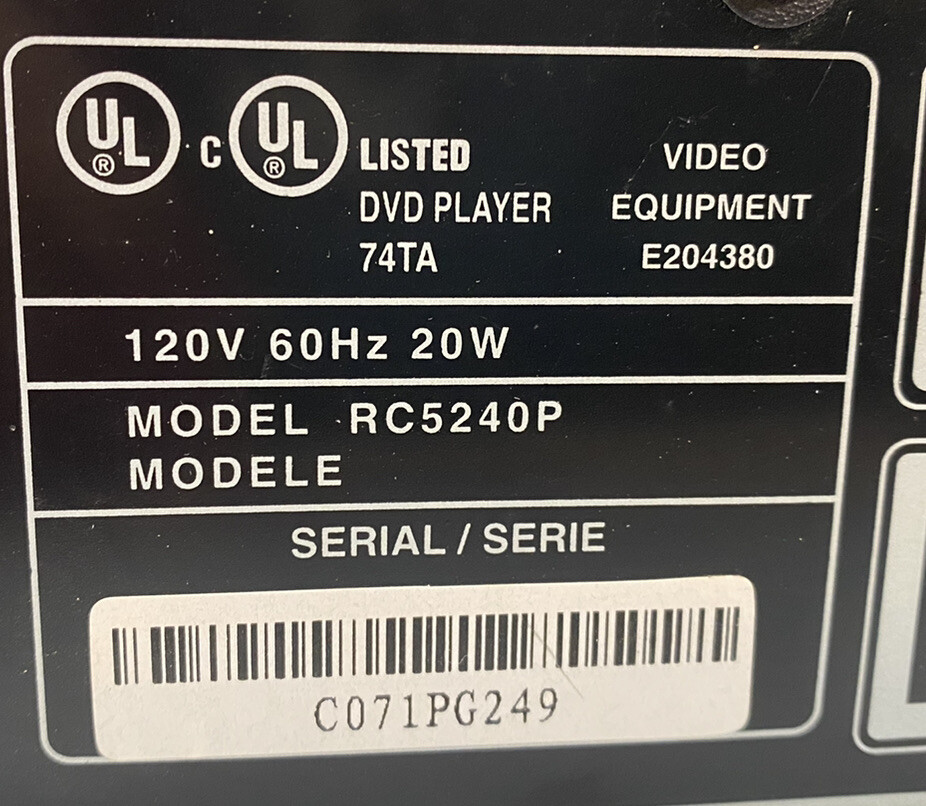 UL® C UL® LISTED
DVD PLAYER
74TA
VIDEO
EQUIPMENT
E204380
120V 60Hz 20W
MODEL RC5240P
MODELE
SERIAL / SERIE
C071PG249